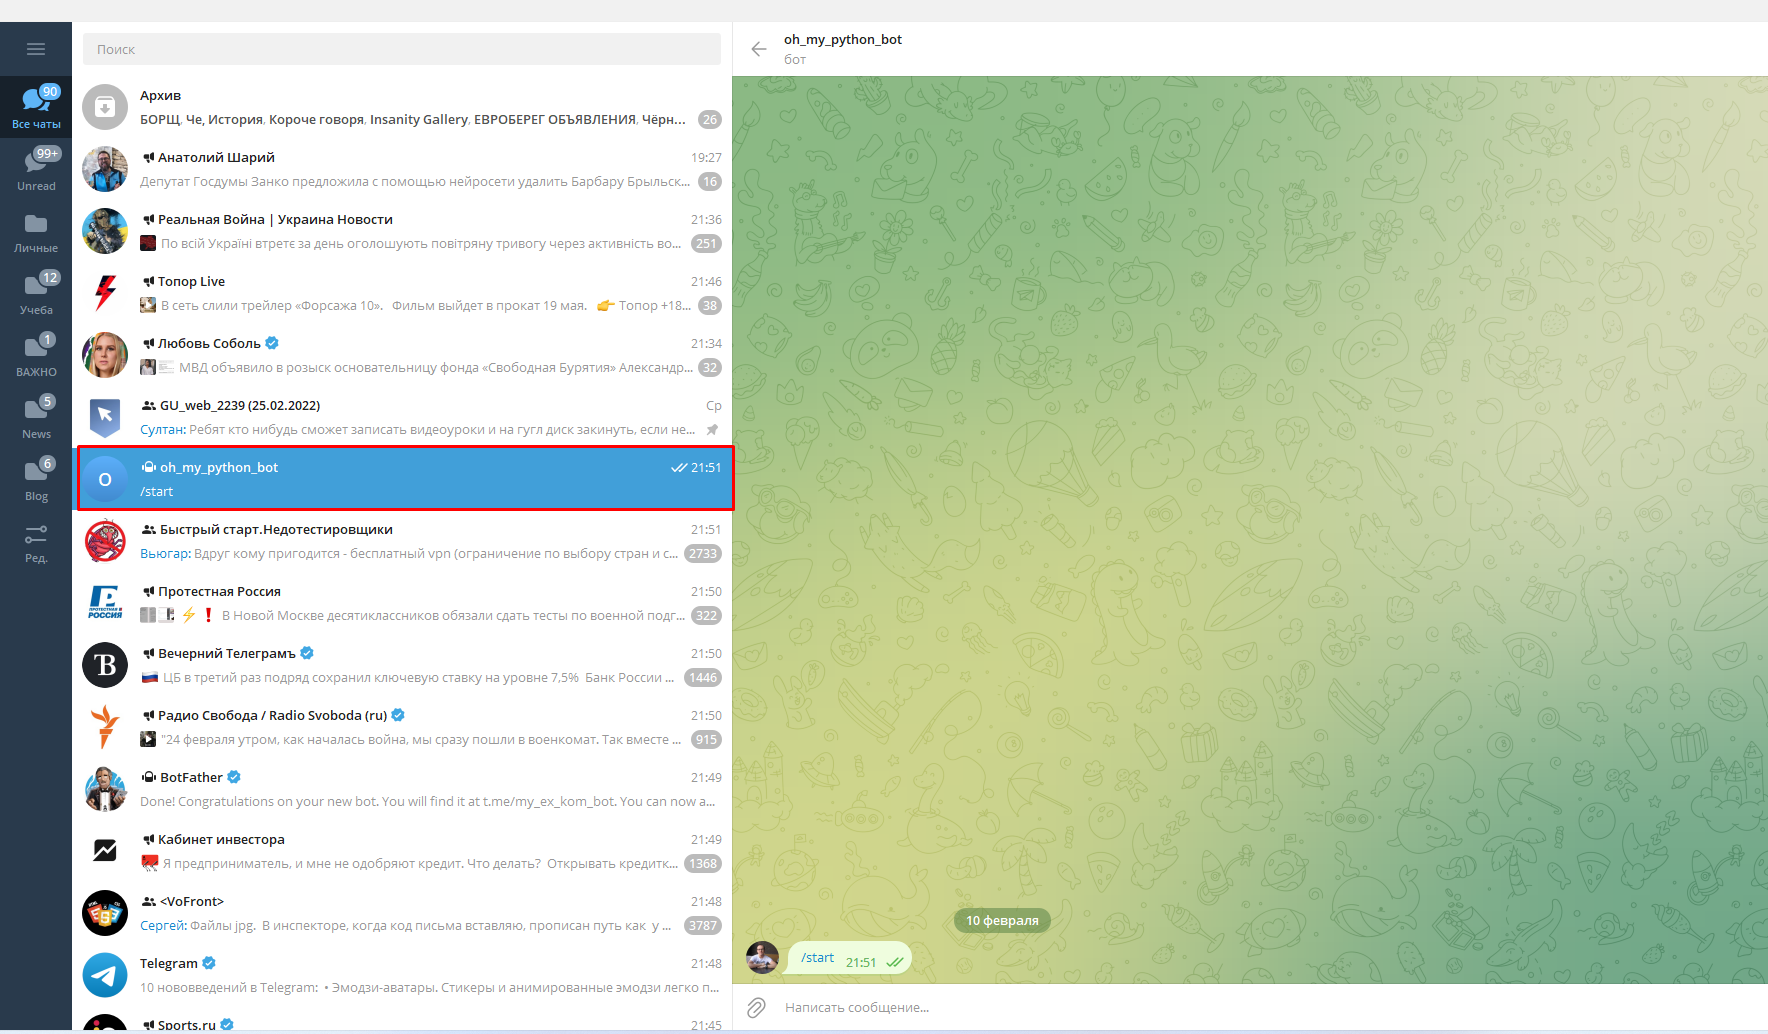 Поиск
90
Все чаты
99+
Unread
Личные
12
Учеба
1
ВАЖНО
5
News
6
Blog
Ред.
Архив
БОРЩ, Че, История, Короче говоря, Insanity Gallery, ЕВРОБЕРЕГ ОБЪЯВЛЕНИЯ, Чёрн... 26
Анатолий Шарий 19:27
Депутат Госдумы Занко предложила с помощью нейросети удалить Барбару Брыльск... 16
Реальная Война | Украина Новости 21:36
По всій Україні втретє за день оголошують повітряну тривогу через активність во... 251
Топор Live 21:46
В сеть слили трейлер «Форсажа 10». Фильм выйдет в прокат 19 мая. 👉 Топор +18... 38
Любовь Соболь 21:34
МВД объявило в розыск основательницу фонда «Свободная Бурятия» Александр... 32
GU_web_2239 (25.02.2022) Ср
Султан: Ребят кто нибудь сможет записать видеоуроки и на гугл диск закинуть, если не...
O
oh_my_python_bot 21:51
/start
Быстрый старт.Недотестировщики 21:51
Вьюгар: Вдруг кому пригодится - бесплатный vpn (ограничение по выбору стран и с... 2733
Протестная Россия 21:50
⚡❗ В Новой Москве десятиклассников обязали сдать тесты по военной подг... 322
ПРОТЕСТНАЯ РОССИЯ
Вечерний Телеграмъ 21:50
🇷🇺 ЦБ в третий раз подряд сохранил ключевую ставку на уровне 7,5% Банк России ... 1446
Радио Свобода / Radio Svoboda (ru) 21:50
"24 февраля утром, как началась война, мы сразу пошли в военкомат. Так вместе ... 915
BotFather 21:49
Done! Congratulations on your new bot. You will find it at t.me/my_ex_kom_bot. You can now a...
Кабинет инвестора 21:49
Я предприниматель, и мне не одобряют кредит. Что делать? Открывать кредитк... 1368
<VoFront> 21:48
Сергей: Файлы jpg. В инспекторе, когда код письма вставляю, прописан путь как у ... 3787
Telegram 21:48
10 нововведений в Telegram: • Эмодзи-аватары. Стикеры и анимированные эмодзи легко п...
Sports.ru 21:45
oh_my_python_bot
бот
10 февраля
/start 21:51
Написать сообщение...